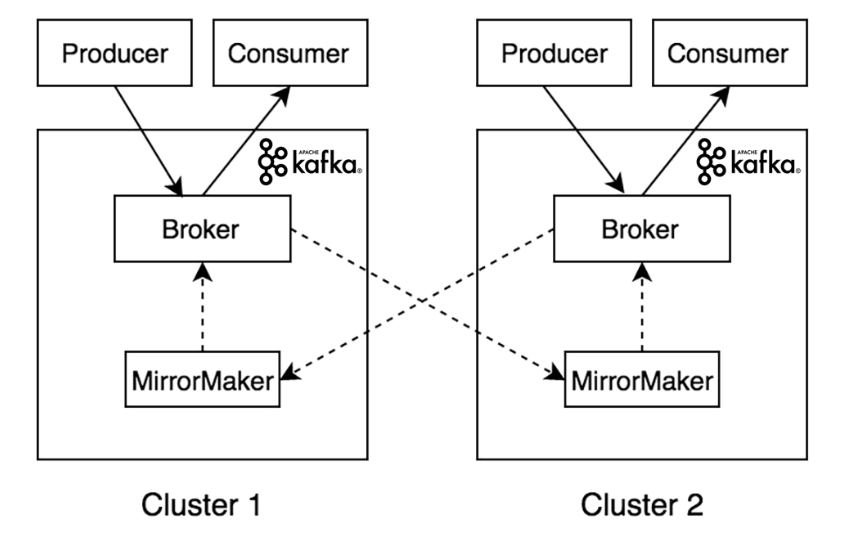 Producer
Consumer
APACHE
kafka®
Broker
MirrorMaker
Cluster 1
Producer
Consumer
APACHE
kafka®
Broker
MirrorMaker
Cluster 2